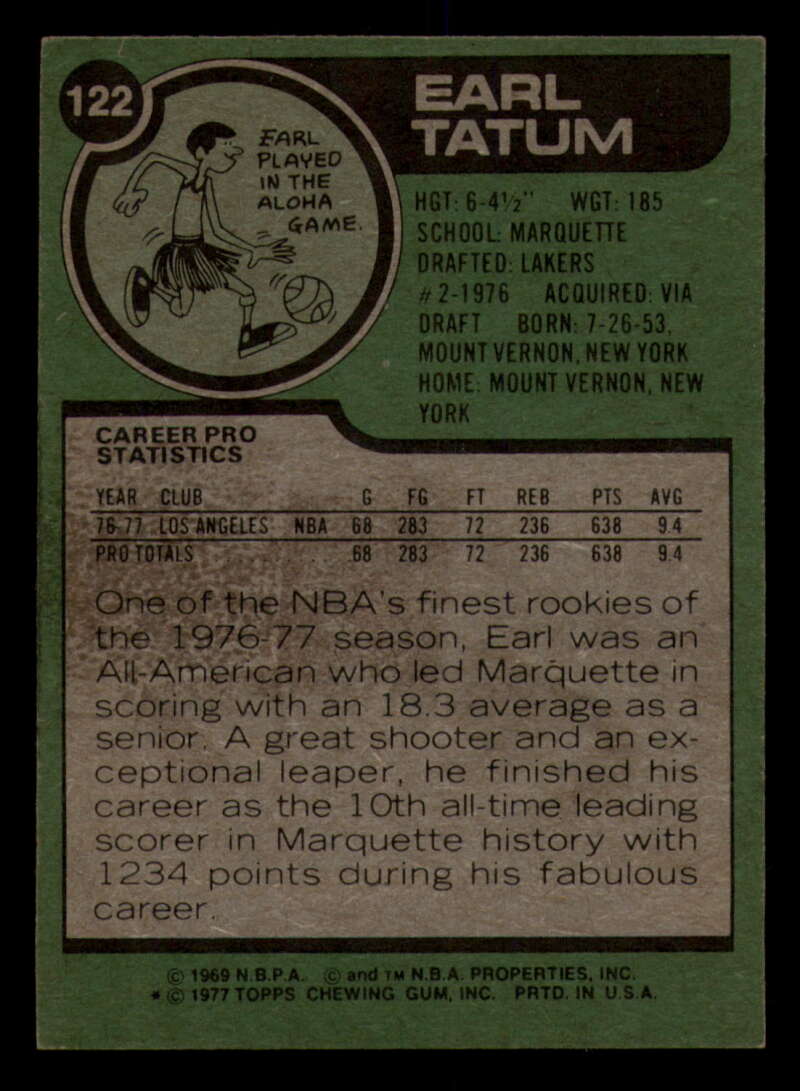 122
EARL
TATUM
EARL
PLAYED
IN THE
ALOHA
GAME.
HGT: 6-4½" WGT: 185
SCHOOL: MARQUETTE
DRAFTED: LAKERS
#2-1976 ACQUIRED: VIA
DRAFT BORN: 7-26-53,
MOUNT VERNON, NEW YORK
HOME: MOUNT VERNON, NEW
YORK
CAREER PRO
STATISTICS
YEAR CLUB G FG FT REB PTS AVG
76-77 LOS ANGELES NBA 68 283 72 236 638 9.4
PRO TOTALS 68 283 72 236 638 9.4
One of the NBA's finest rookies of
the 1976-77 season, Earl was an
All-American who led Marquette in
scoring with an 18.3 average as a
senior. A great shooter and an ex-
ceptional leaper, he finished his
career as the 10th all-time leading
scorer in Marquette history with
1234 points during his fabulous
career.
© 1969 N.B.P.A. © and TM N.B.A. PROPERTIES, INC.
* © 1977 TOPPS CHEWING GUM, INC. PRTD. IN U.S.A.